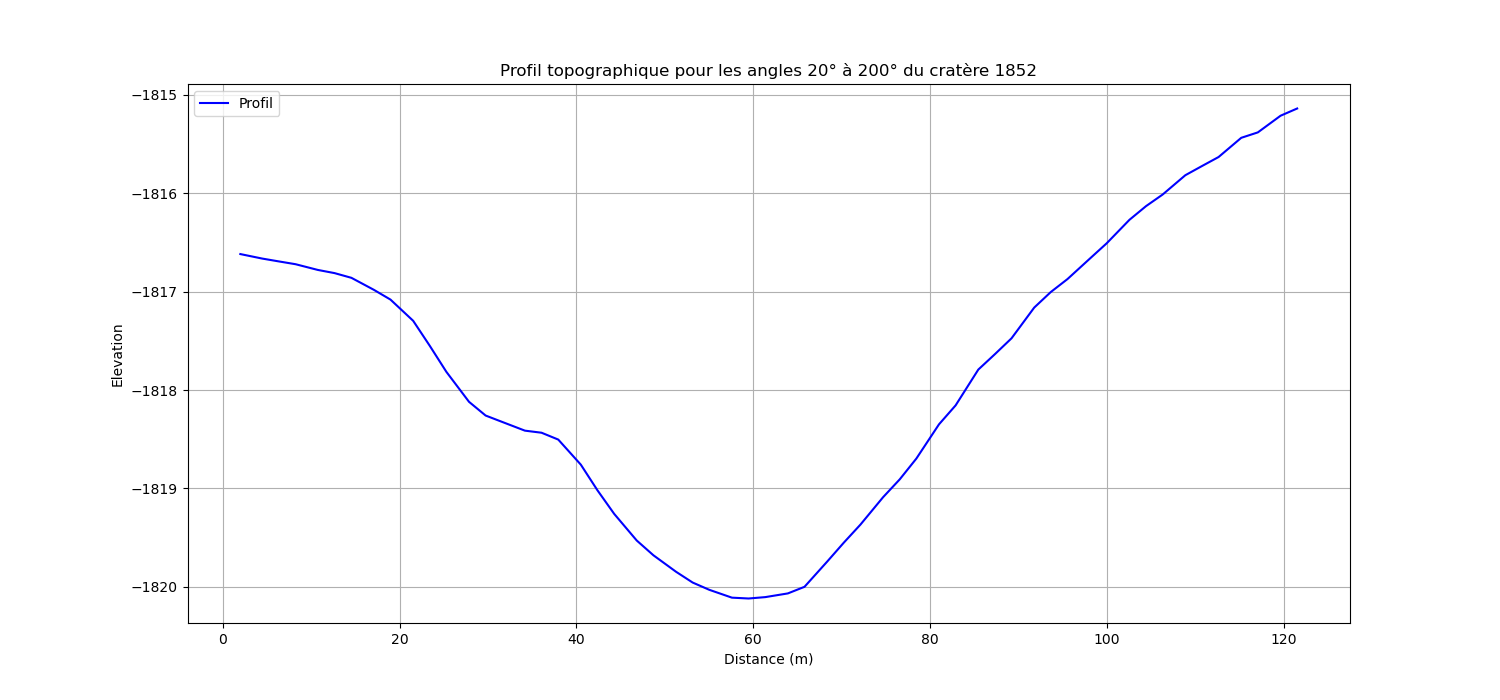 Profil topographique pour les angles 20° à 200° du cratère 1852
Profil
−1815
−1816
−1817
−1818
−1819
−1820
Elevation
0 20 40 60 80 100 120
Distance (m)